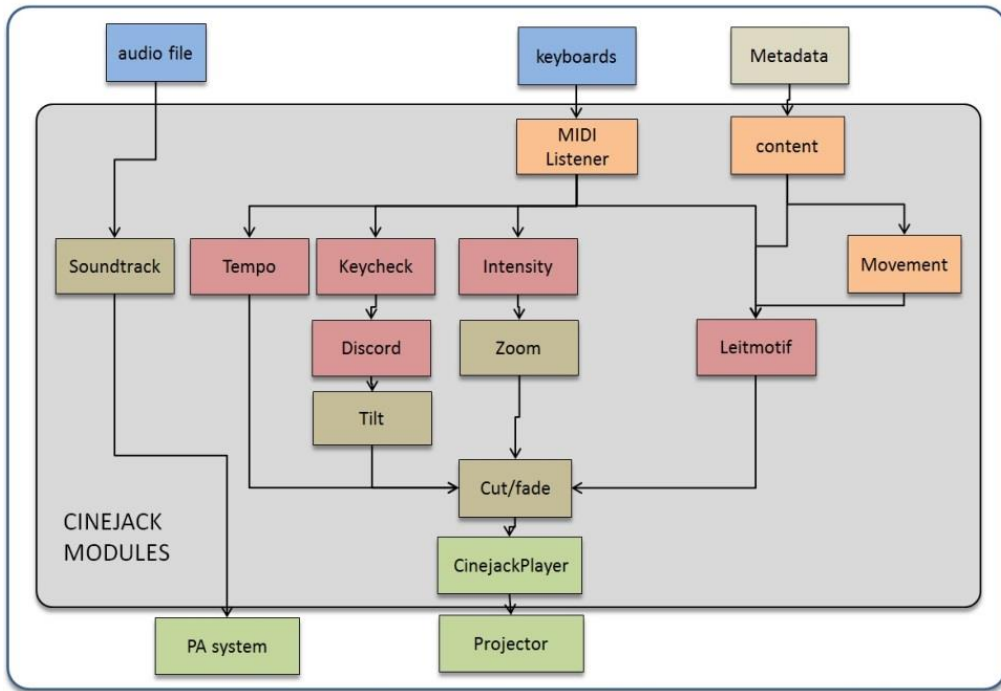 audio file
keyboards
Metadata
MIDI
Listener
content
Soundtrack
Tempo
Keycheck
Intensity
Movement
Discord
Zoom
Leitmotif
Tilt
Cut/fade
CINEJACK
MODULES
CinejackPlayer
PA system
Projector